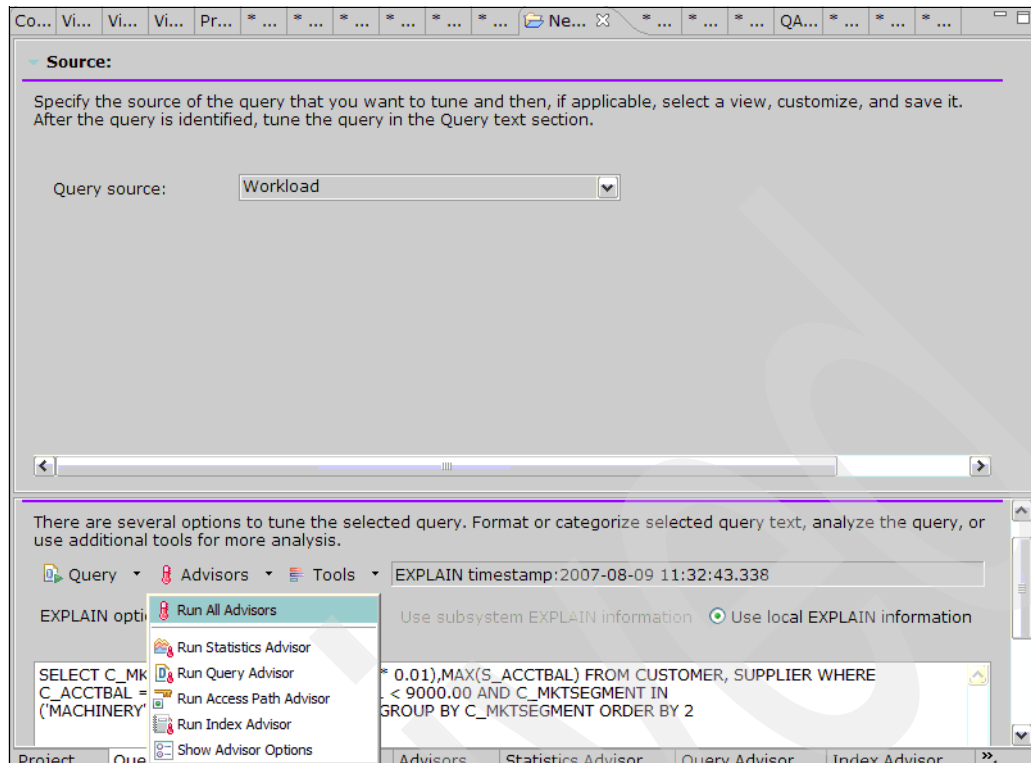 Co... Vi... Vi... Vi... Pr... * ... * ... * ... * ... * ... * ... Ne... * ... * ... * ... QA... * ... * ... * ...
Source:
Specify the source of the query that you want to tune and then, if applicable, select a view, customize, and save it.
After the query is identified, tune the query in the Query text section.
Query source: Workload
There are several options to tune the selected query. Format or categorize selected query text, analyze the query, or
use additional tools for more analysis.
Query Advisors Tools EXPLAIN timestamp:2007-08-09 11:32:43.338
EXPLAIN opti Use subsystem EXPLAIN information Use local EXPLAIN information
Run All Advisors
Run Statistics Advisor
Run Query Advisor
Run Access Path Advisor
Run Index Advisor
Show Advisor Options
SELECT C_MK * 0.01),MAX(S_ACCTBAL) FROM CUSTOMER, SUPPLIER WHERE
C_ACCTBAL = < 9000.00 AND C_MKTSEGMENT IN
('MACHINERY' GROUP BY C_MKTSEGMENT ORDER BY 2
Project Que Advisors Statistics Advisor Query Advisor Index Advisor